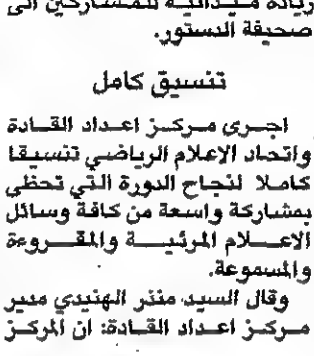 زيارة ميدانية للمشاركين الى
صحيفة الدستور.
تنسيق كامل
اجرى مركز اعداد القادة
واتحاد الاعلام الرياضي تنسيقا
كاملا لنجاح الدورة التي تحظى
بمشاركة واسعة من كافة وسائل
الاعلام المرئية والمقروءة
والمسموعة.
وقال السيد منذر الهنيدي مدير
مركز اعداد القادة: ان المركز